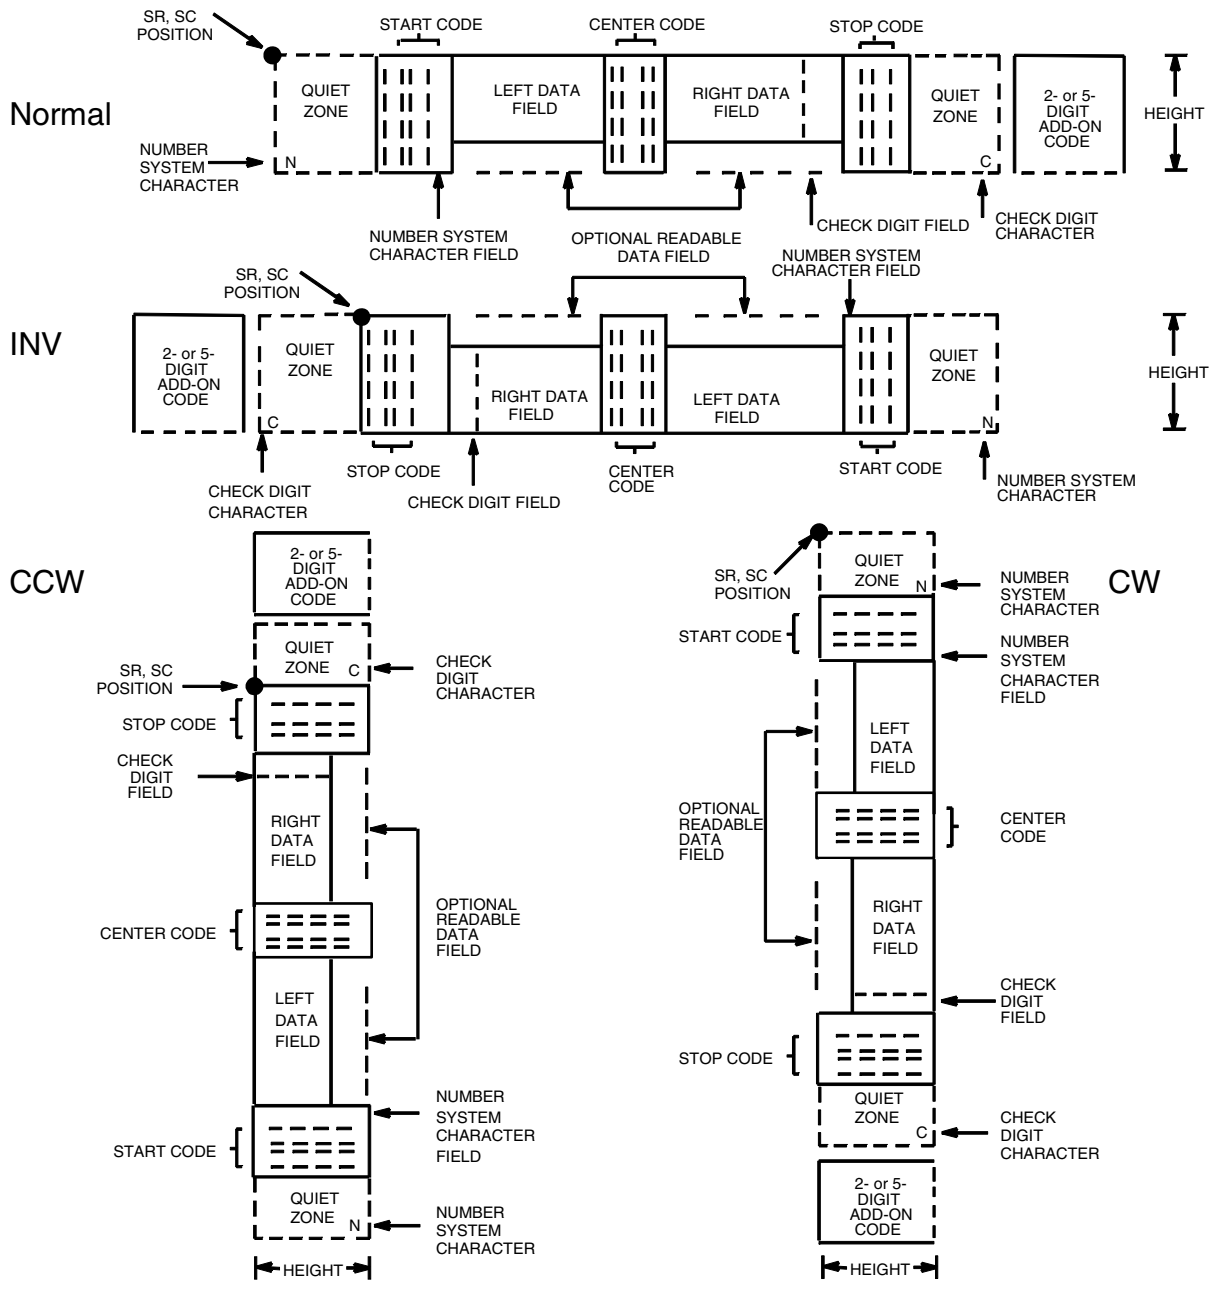 SR, SC
POSITION
START CODE
CENTER CODE
STOP CODE
Normal
QUIET
ZONE
LEFT DATA
FIELD
RIGHT DATA
FIELD
QUIET
ZONE
2- or 5-
DIGIT
ADD-ON
CODE
HEIGHT
NUMBER
SYSTEM
CHARACTER
N
C
NUMBER SYSTEM
CHARACTER FIELD
OPTIONAL READABLE
DATA FIELD
CHECK DIGIT FIELD
CHECK DIGIT
CHARACTER
NUMBER SYSTEM
CHARACTER FIELD
SR, SC
POSITION
INV
2- or 5-
DIGIT
ADD-ON
CODE
QUIET
ZONE
C
RIGHT DATA
FIELD
LEFT DATA
FIELD
QUIET
ZONE
N
HEIGHT
STOP CODE
CENTER
CODE
START CODE
CHECK DIGIT
CHARACTER
CHECK DIGIT FIELD
NUMBER SYSTEM
CHARACTER
CCW
2- or 5-
DIGIT
ADD-ON
CODE
QUIET
ZONE
C
SR, SC
POSITION
CHECK
DIGIT
CHARACTER
STOP CODE
CHECK
DIGIT
FIELD
RIGHT
DATA
FIELD
CENTER CODE
OPTIONAL
READABLE
DATA
FIELD
LEFT
DATA
FIELD
NUMBER
SYSTEM
CHARACTER
FIELD
START CODE
QUIET
ZONE
N
NUMBER
SYSTEM
CHARACTER
HEIGHT
CW
SR, SC
POSITION
QUIET
ZONE
N
NUMBER
SYSTEM
CHARACTER
START CODE
NUMBER
SYSTEM
CHARACTER
FIELD
LEFT
DATA
FIELD
OPTIONAL
READABLE
DATA
FIELD
CENTER
CODE
RIGHT
DATA
FIELD
CHECK
DIGIT
FIELD
STOP CODE
QUIET
ZONE
C
CHECK
DIGIT
CHARACTER
2- or 5-
DIGIT
ADD-ON
CODE
HEIGHT